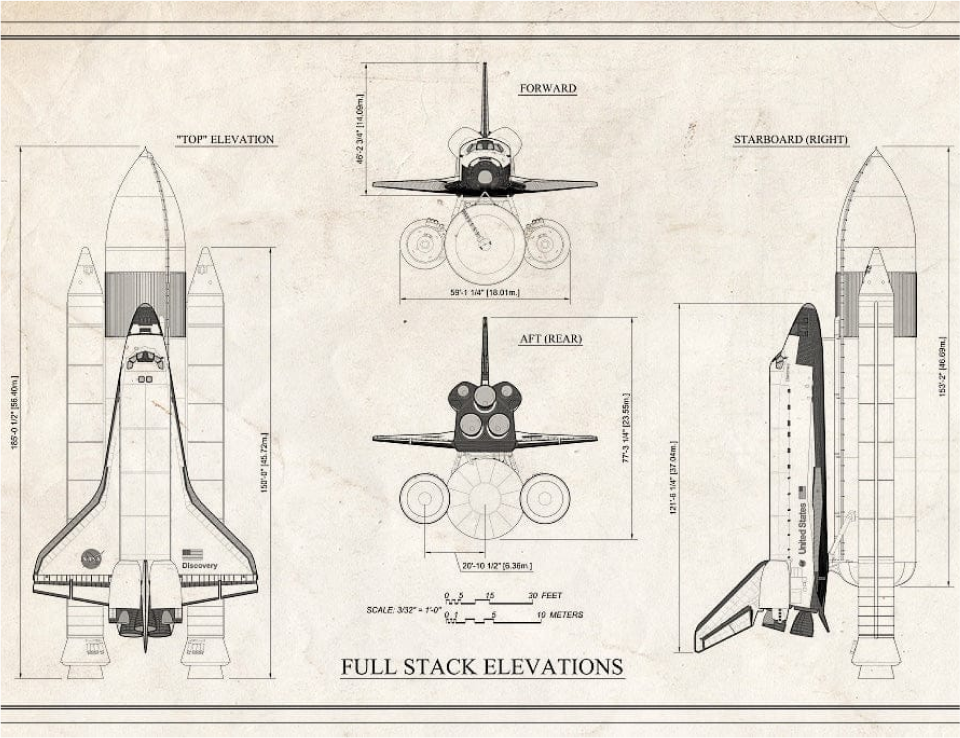 FORWARD
46'-2 3/4" [14.09m.]
"TOP" ELEVATION
STARBOARD (RIGHT)
59'-1 1/4" [18.01m.]
AFT (REAR)
185'-0 1/2" [56.40m.]
150'-0" [45.72m.]
77'-3 1/4" [23.55m.]
121'-6 1/4" [37.04m.]
153'-2" [46.69m.]
United States
NASA
Discovery
20'-10 1/2" [6.36m.]
0 5 15 30 FEET
SCALE: 3/32" = 1'-0"
0 1 5 10 METERS
FULL STACK ELEVATIONS